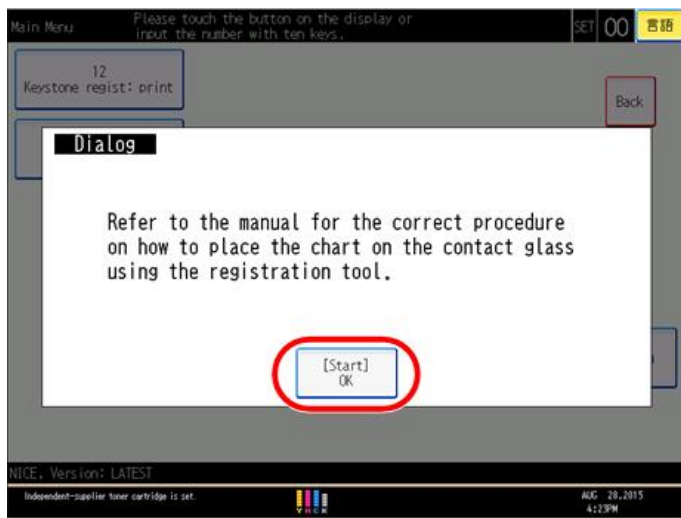 Main Menu
Please touch the button on the display or
input the number with ten keys.
SET 00 言語
12
Keystone regist: print
Back
Dialog
Refer to the manual for the correct procedure
on how to place the chart on the contact glass
using the registration tool.
[Start]
OK
NICE, Version: LATEST
Independent-supplier toner cartridge is set.
Y M C K
AUG 28.2015
4:23PM